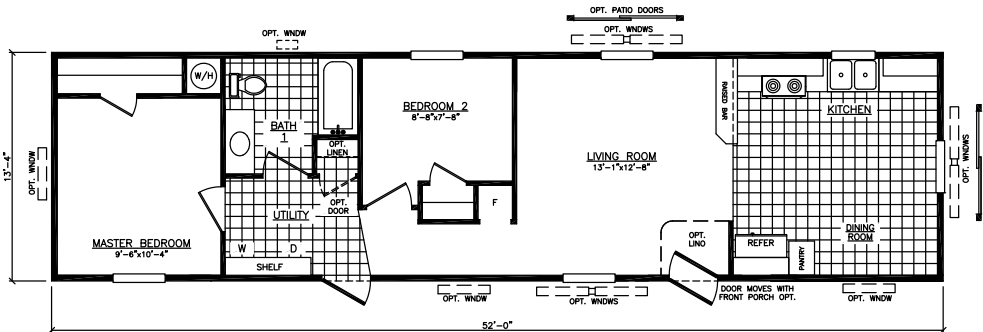 OPT. PATIO DOORS
OPT. WNDW
OPT. WNDWS
W/H
BATH
1
OPT.
LINEN
BEDROOM 2
8'-8"x7'-8"
RAISED BAR
KITCHEN
LIVING ROOM
13'-1"x12'-8"
OPT. WNDWS
13'-4"
OPT. WNDW
OPT.
DOOR
F
UTILITY
MASTER BEDROOM
9'-6"x10'-4"
W
D
SHELF
OPT.
LINO
REFER
PANTRY
DINING
ROOM
OPT. WNDW
OPT. WNDWS
DOOR MOVES WITH
FRONT PORCH OPT.
OPT. WNDW
52'-0"